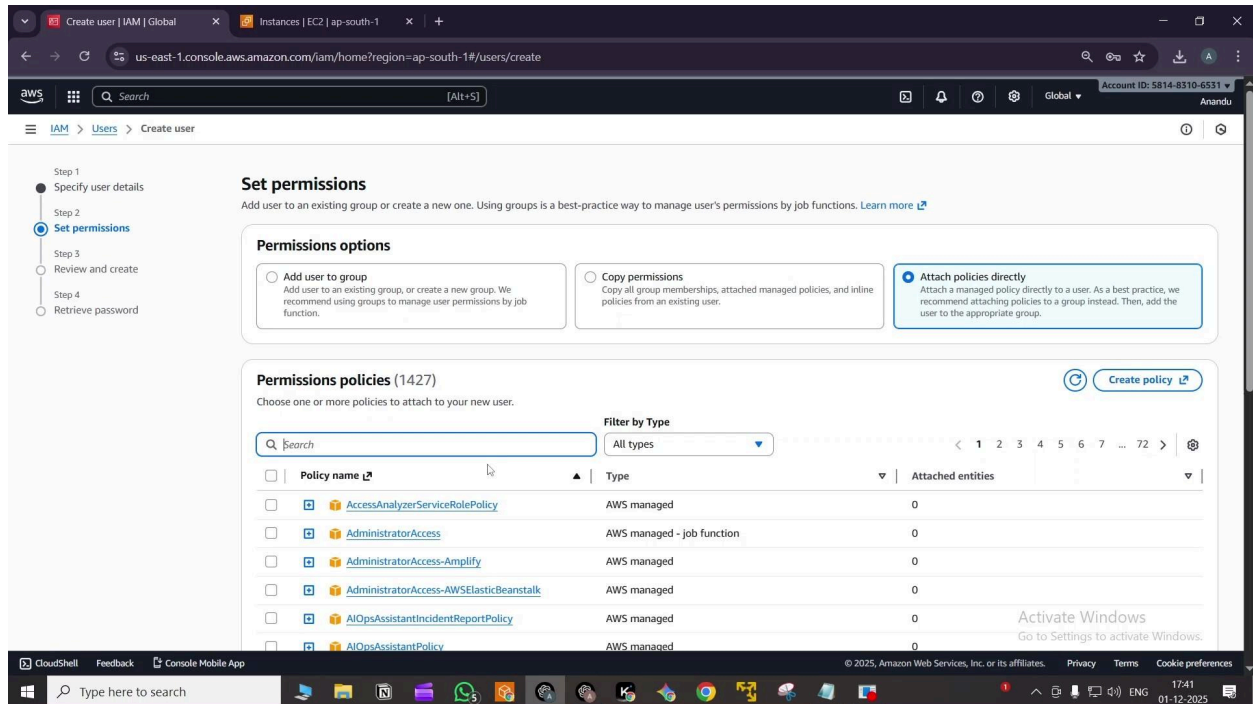 Create user | IAM | Global
Instances | EC2 | ap-south-1
us-east-1.console.aws.amazon.com/iam/home?region=ap-south-1#/users/create
A
aws
Search
[Alt+S]
Global
Account ID: 5814-8310-6531
Anandu
IAM > Users > Create user
Step 1
Specify user details
Step 2
Set permissions
Step 3
Review and create
Step 4
Retrieve password
Set permissions
Add user to an existing group or create a new one. Using groups is a best-practice way to manage user's permissions by job functions. Learn more
Permissions options
Add user to group
Add user to an existing group, or create a new group. We
recommend using groups to manage user permissions by job
function.
Copy permissions
Copy all group memberships, attached managed policies, and inline
policies from an existing user.
Attach policies directly
Attach a managed policy directly to a user. As a best practice, we
recommend attaching policies to a group instead. Then, add the
user to the appropriate group.
Permissions policies (1427)
Create policy
Choose one or more policies to attach to your new user.
Filter by Type
Search
All types
< 1 2 3 4 5 6 7 ... 72 >
Policy name
Type
Attached entities
AccessAnalyzerServiceRolePolicy AWS managed 0
AdministratorAccess AWS managed - job function 0
AdministratorAccess-Amplify AWS managed 0
AdministratorAccess-AWSElasticBeanstalk AWS managed 0
AIOpsAssistantIncidentReportPolicy AWS managed 0
AIOpsAssistantPolicy AWS managed 0
Activate Windows
Go to Settings to activate Windows.
CloudShell Feedback Console Mobile App
© 2025, Amazon Web Services, Inc. or its affiliates. Privacy Terms Cookie preferences
Type here to search
5
1
ENG
17:41
01-12-2025